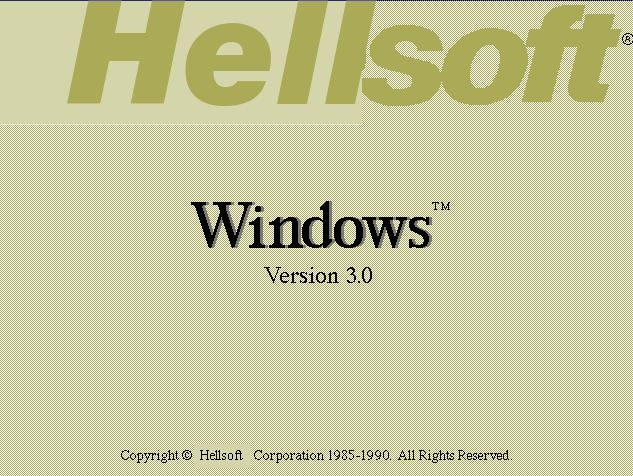 Hellsoft®
Windows™
Version 3.0
Copyright © Hellsoft Corporation 1985-1990. All Rights Reserved.